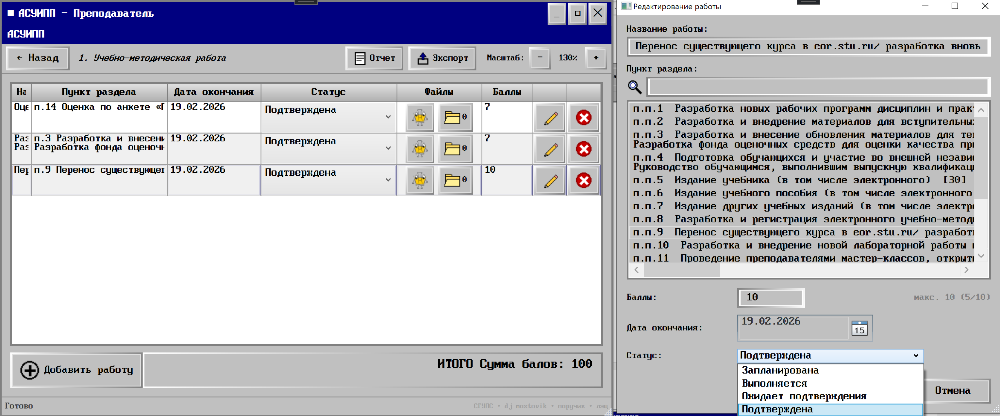 АСУИПП - Преподаватель
АСУИПП
← Назад
1. Учебно-методическая работа
Отчет
Экспорт
Масштаб:
-
130%
+
На
Пункт раздела
Дата окончания
Статус
Файлы
Баллы
Оце
п.14 Оценка по анкете «П
19.02.2026
Подтверждена
0
7
Раз
Раз
п.3 Разработка и внесени
Разработка фонда оценочн
19.02.2026
Подтверждена
0
7
Пер
п.9 Перенос существующег
19.02.2026
Подтверждена
0
10
Добавить работу
ИТОГО Сумма балов: 100
Готово
СГУПС • dj mostovik • поручик • лэщ
Редактирование работы
Название работы:
Перенос существующего курса в eor.stu.ru/ разработка вновь
Пункт раздела:
п.п.1 Разработка новых рабочих программ дисциплин и прак
п.п.2 Разработка и внедрение материалов для вступительны
п.п.3 Разработка и внесение обновления материалов для те
Разработка фонда оценочных средств для оценки качества пр
п.п.4 Подготовка обучающихся и участие во внешней незави
Руководство обучающимся, выполнившим выпускную квалификац
п.п.5 Издание учебника (в том числе электронного) [30]
п.п.6 Издание учебного пособия (в том числе электронного
п.п.7 Издание других учебных изданий (в том числе электр
п.п.8 Разработка и регистрация электронного учебно-метод
п.п.9 Перенос существующего курса в eor.stu.ru/ разработ
п.п.10 Разработка и внедрение новой лабораторной работы
п.п.11 Проведение преподавателями мастер-классов, открыт
Баллы:
10
макс. 10 (5/10)
Дата окончания:
19.02.2026
15
Статус:
Подтверждена
Запланирована
Выполняется
Ожидает подтверждения
Подтверждена
Отмена